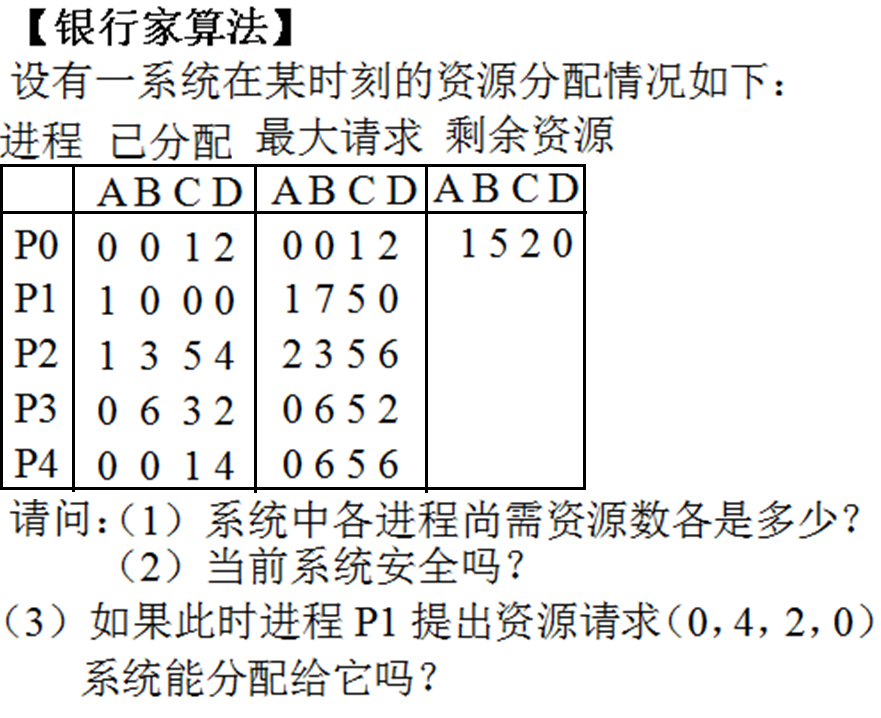 【银行家算法】
设有一系统在某时刻的资源分配情况如下：
进程 已分配 最大请求 剩余资源
A B C D A B C D A B C D
P0 0 0 1 2 0 0 1 2 1 5 2 0
P1 1 0 0 0 1 7 5 0
P2 1 3 5 4 2 3 5 6
P3 0 6 3 2 0 6 5 2
P4 0 0 1 4 0 6 5 6
请问：（1）系统中各进程尚需资源数各是多少？
（2）当前系统安全吗？
（3）如果此时进程 P1 提出资源请求（0，4，2，0）
系统能分配给它吗？